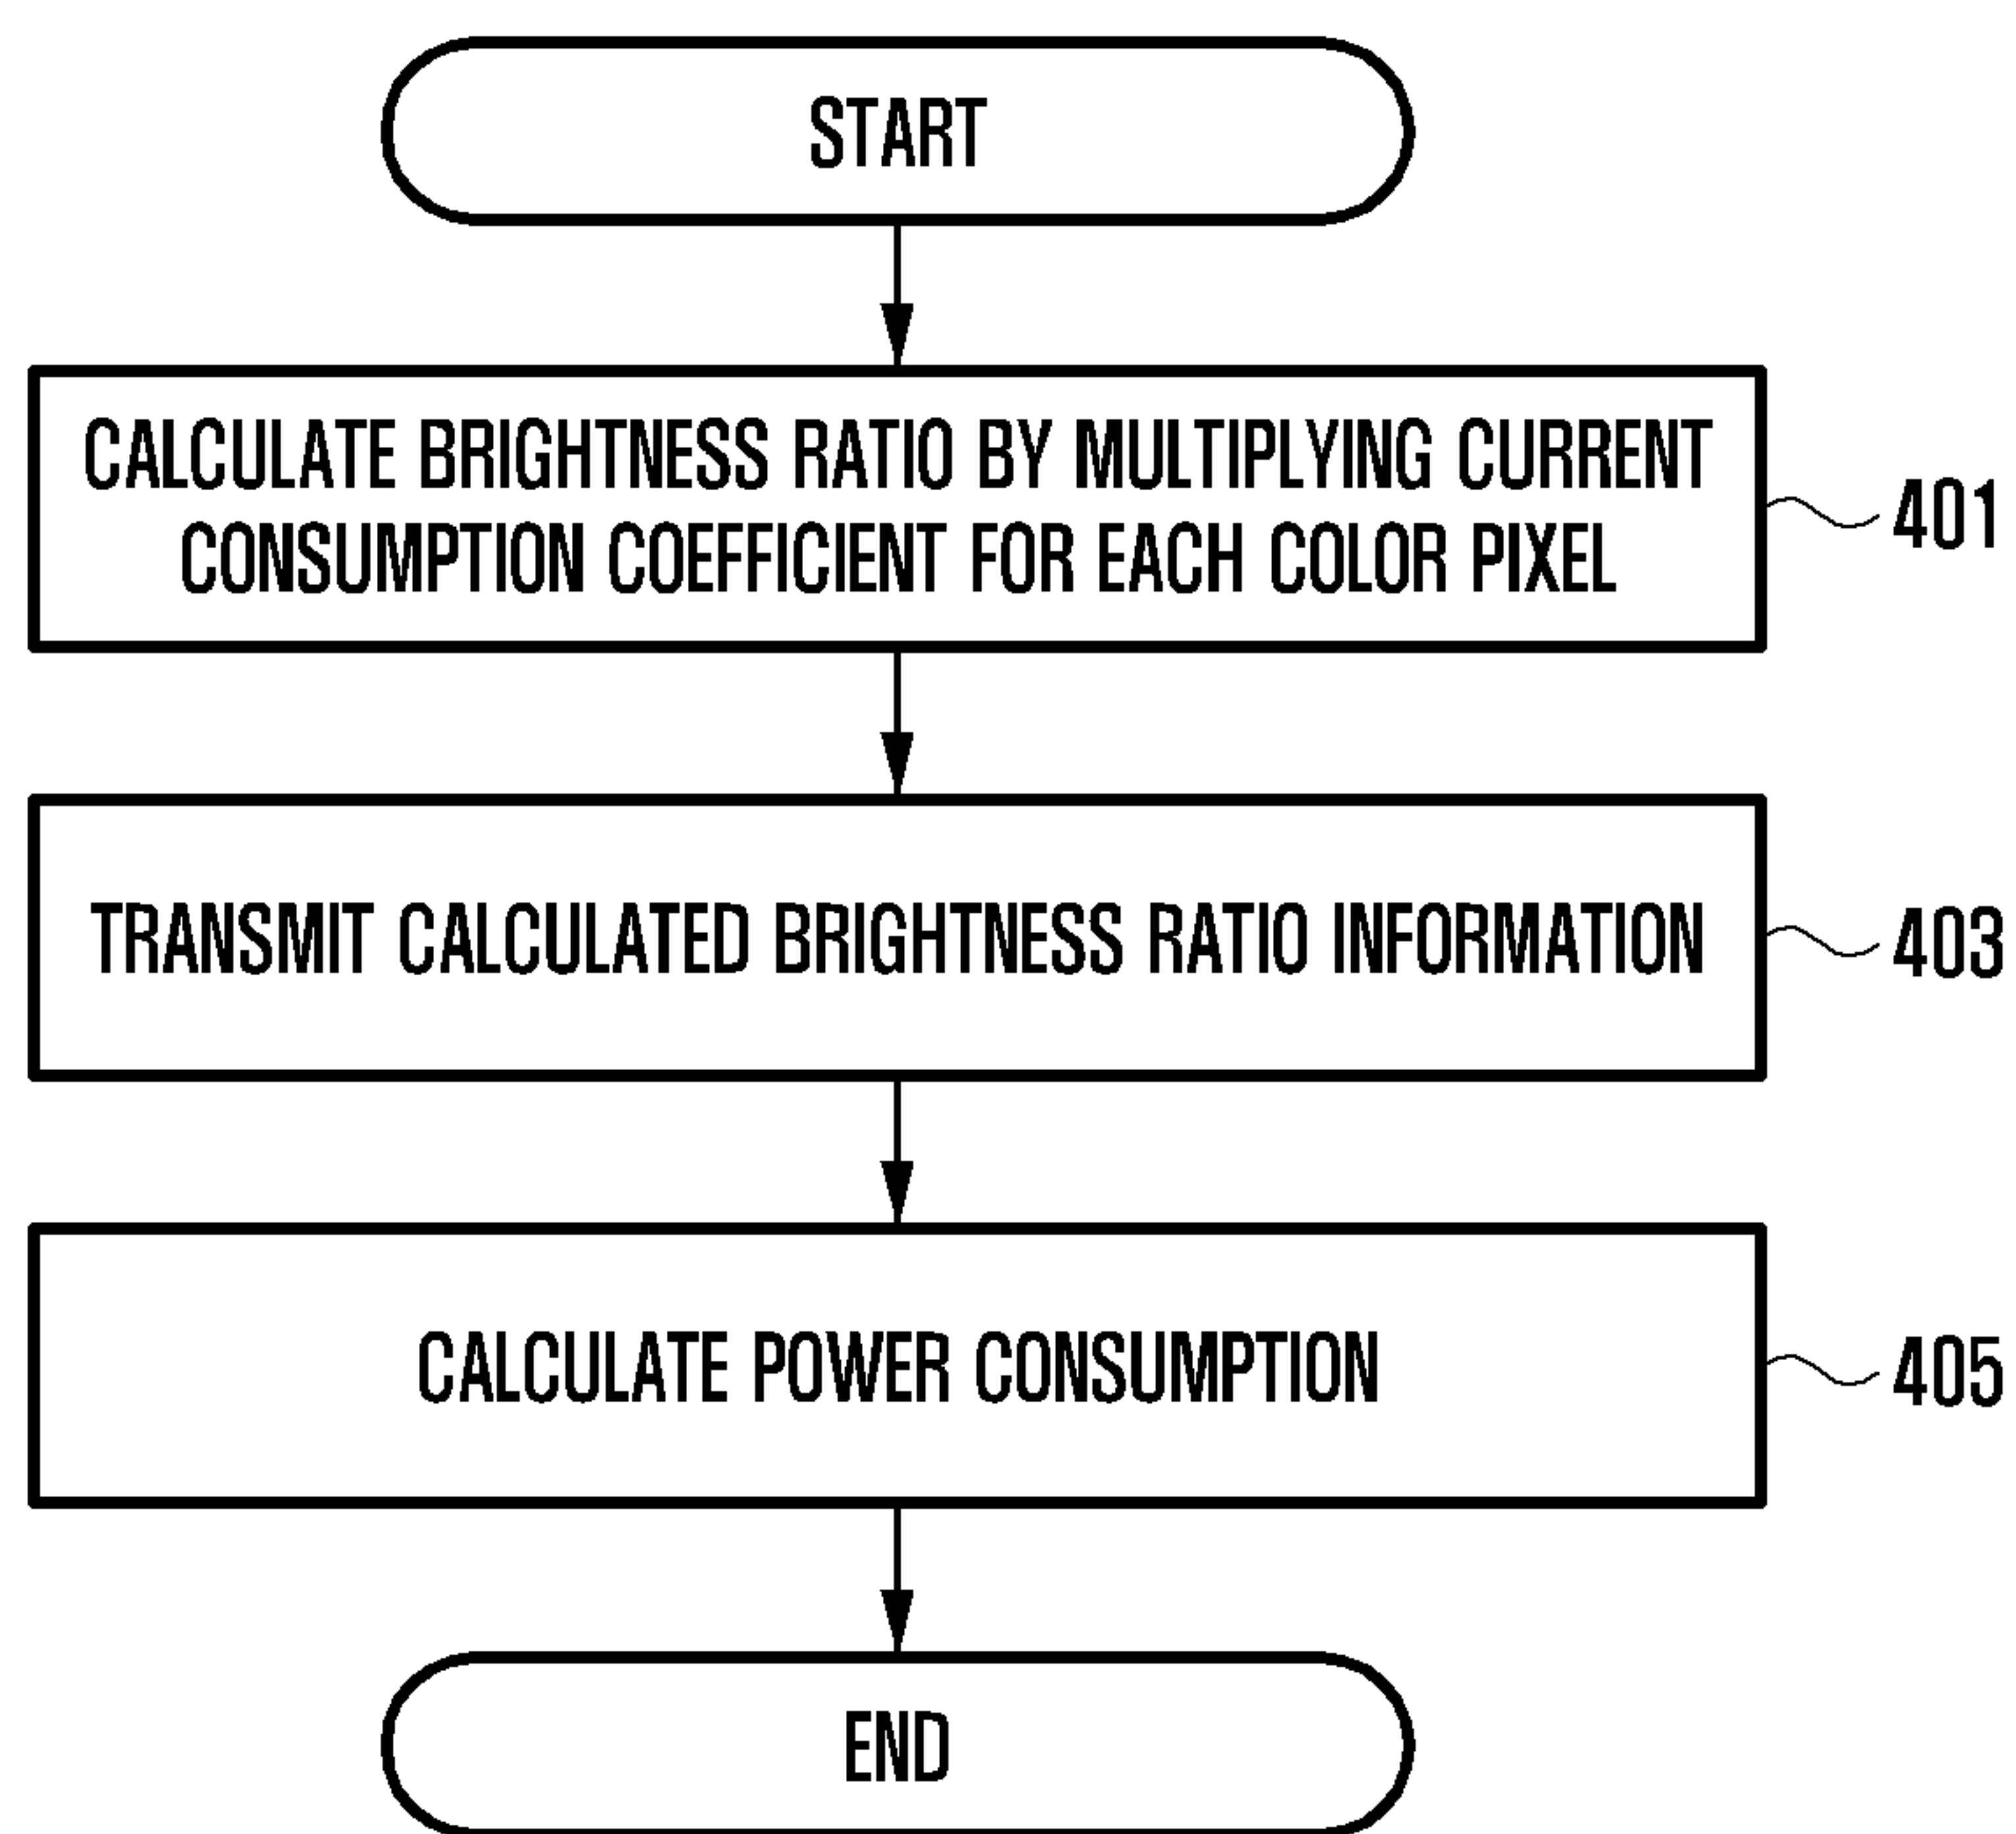 START
CALCULATE BRIGHTNESS RATIO BY MULTIPLYING CURRENT
CONSUMPTION COEFFICIENT FOR EACH COLOR PIXEL
401
TRANSMIT CALCULATED BRIGHTNESS RATIO INFORMATION
403
CALCULATE POWER CONSUMPTION
405
END